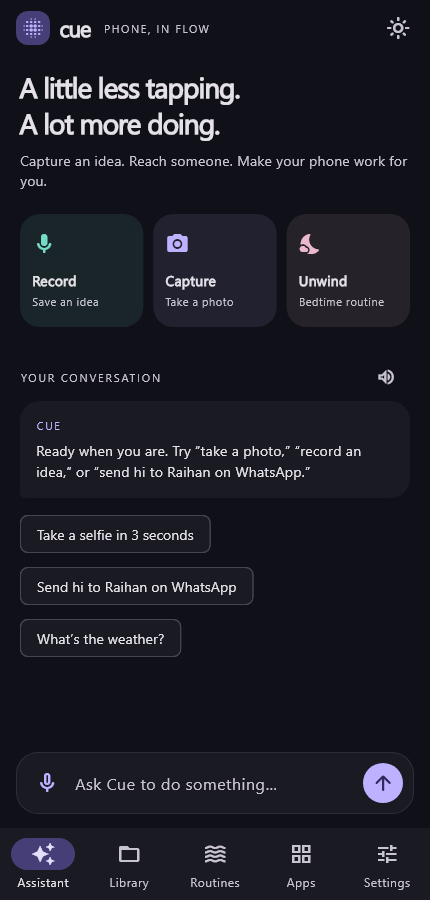 cue PHONE, IN FLOW
A little less tapping.
A lot more doing.
Capture an idea. Reach someone. Make your phone work for
you.
Record
Save an idea
Capture
Take a photo
Unwind
Bedtime routine
YOUR CONVERSATION
CUE
Ready when you are. Try “take a photo,” “record an
idea,” or “send hi to Raihan on WhatsApp.”
Take a selfie in 3 seconds
Send hi to Raihan on WhatsApp
What’s the weather?
Ask Cue to do something...
Assistant
Library
Routines
Apps
Settings